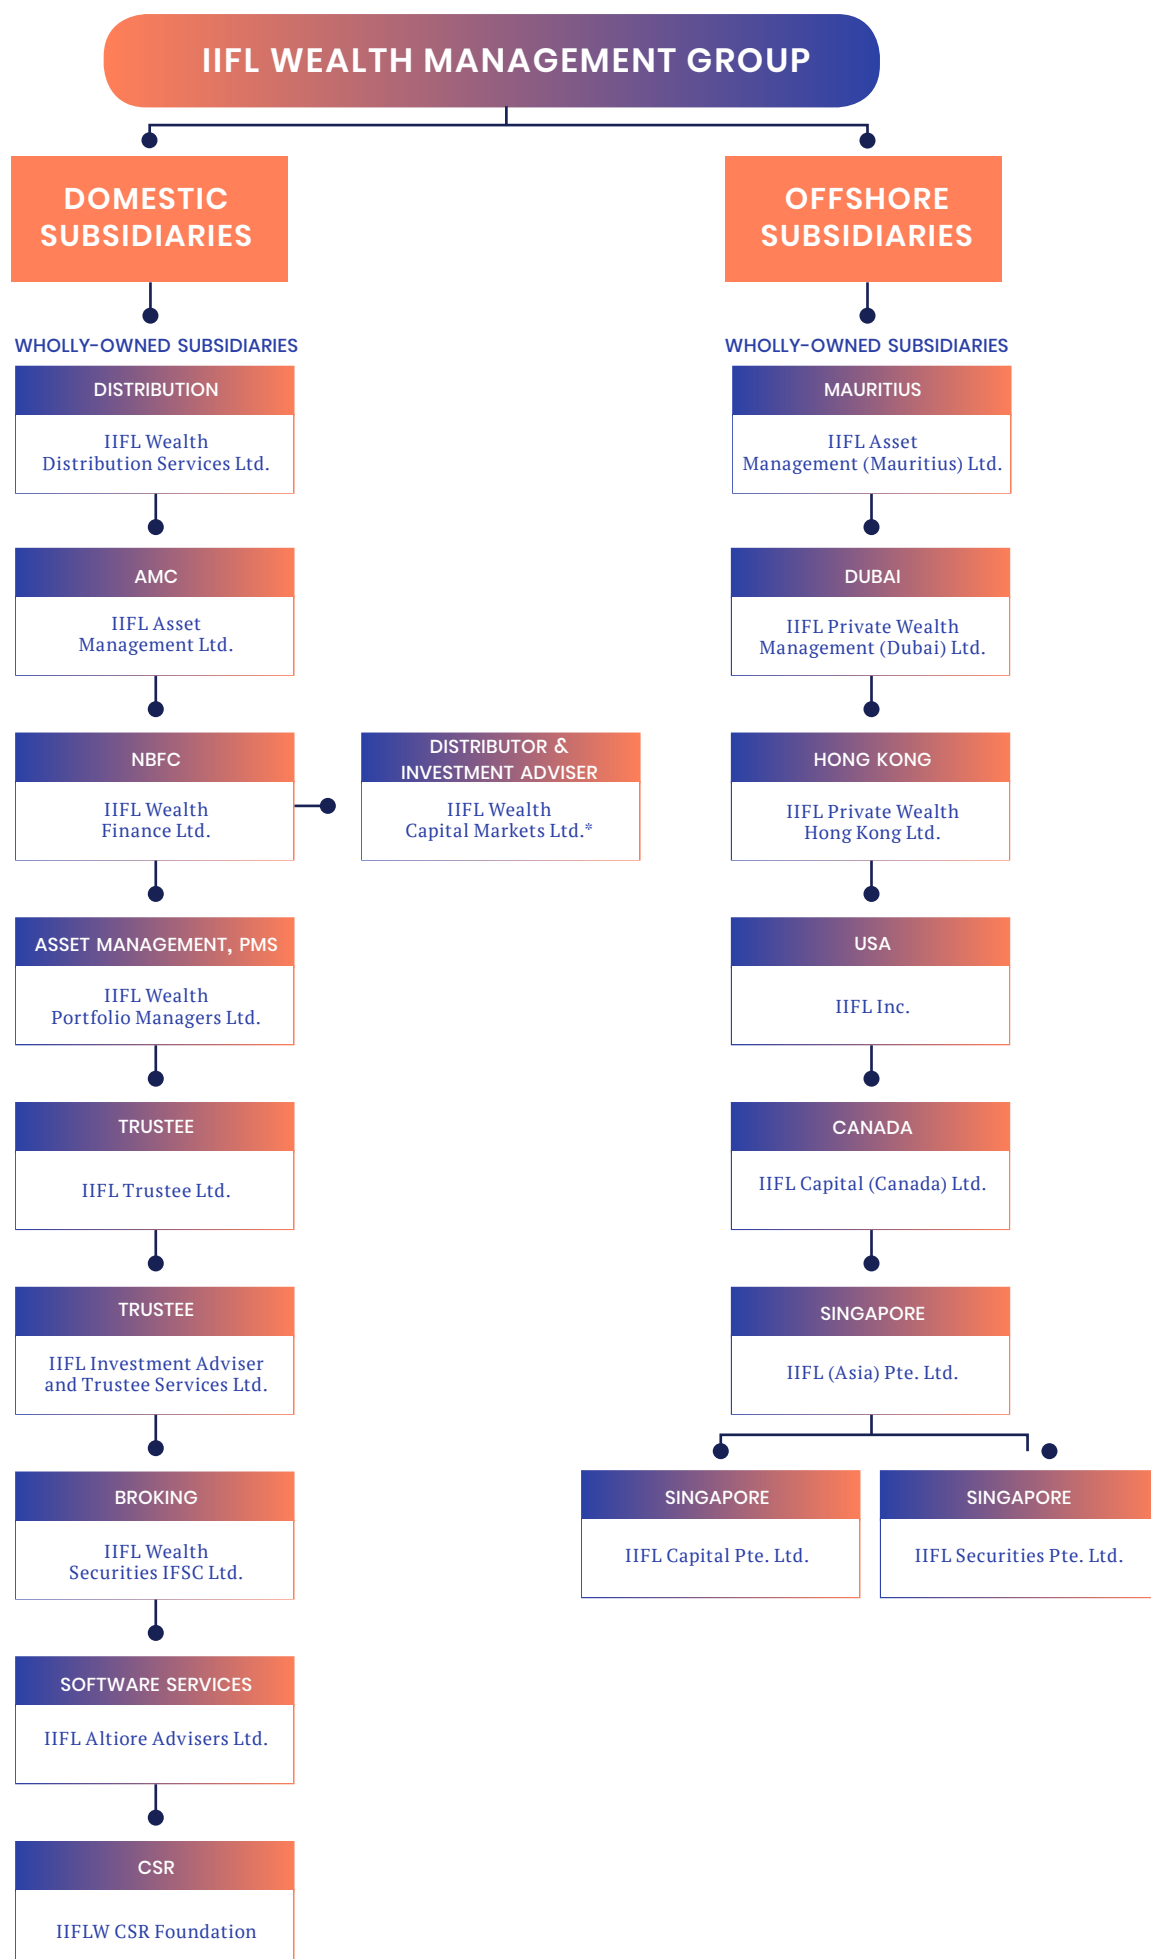 IIFL WEALTH MANAGEMENT GROUP
DOMESTIC
SUBSIDIARIES
WHOLLY-OWNED SUBSIDIARIES
DISTRIBUTION
IIFL Wealth
Distribution Services Ltd.
AMC
IIFL Asset
Management Ltd.
NBFC
IIFL Wealth
Finance Ltd.
DISTRIBUTOR &
INVESTMENT ADVISER
IIFL Wealth
Capital Markets Ltd.*
ASSET MANAGEMENT, PMS
IIFL Wealth
Portfolio Managers Ltd.
TRUSTEE
IIFL Trustee Ltd.
TRUSTEE
IIFL Investment Adviser
and Trustee Services Ltd.
BROKING
IIFL Wealth
Securities IFSC Ltd.
SOFTWARE SERVICES
IIFL Altiore Advisers Ltd.
CSR
IIFLW CSR Foundation
OFFSHORE
SUBSIDIARIES
WHOLLY-OWNED SUBSIDIARIES
MAURITIUS
IIFL Asset
Management (Mauritius) Ltd.
DUBAI
IIFL Private Wealth
Management (Dubai) Ltd.
HONG KONG
IIFL Private Wealth
Hong Kong Ltd.
USA
IIFL Inc.
CANADA
IIFL Capital (Canada) Ltd.
SINGAPORE
IIFL (Asia) Pte. Ltd.
SINGAPORE
IIFL Capital Pte. Ltd.
SINGAPORE
IIFL Securities Pte. Ltd.